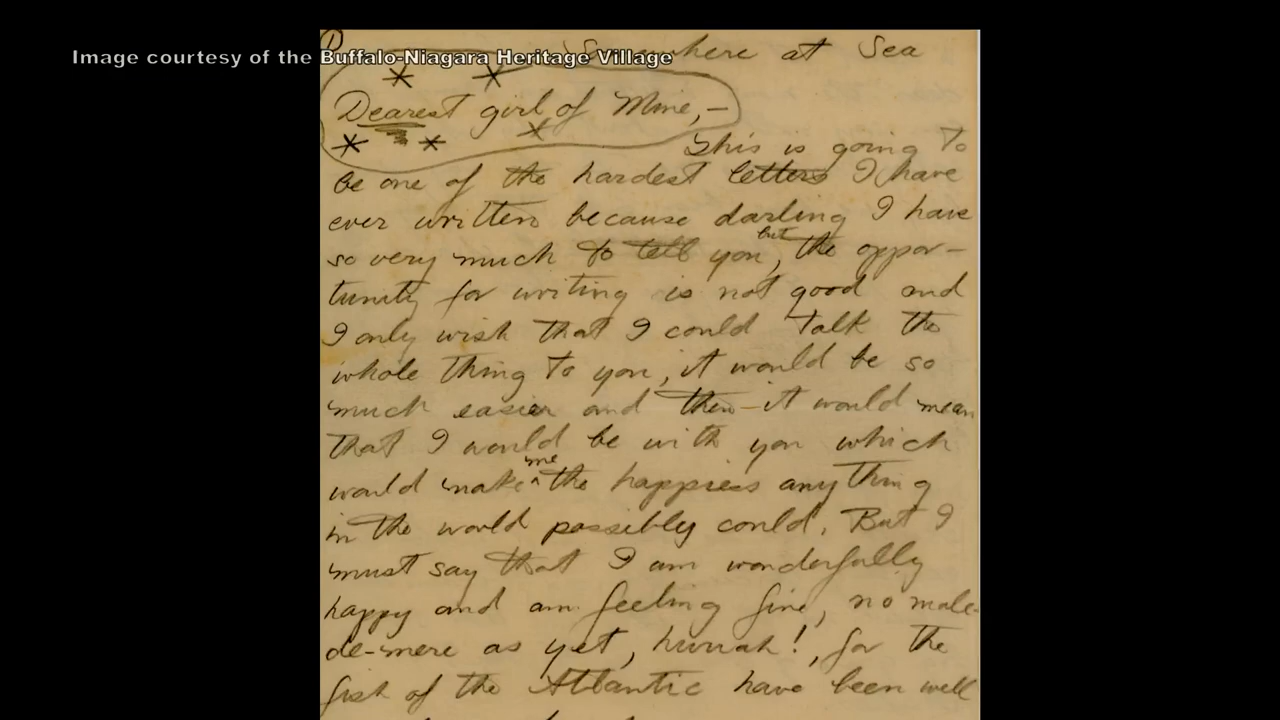 Image courtesy of the Buffalo-Niagara Heritage Village
1)
Somewhere at Sea
Dearest girl of Mine,-
This is going to
be one of the hardest letters I have
ever written because darling I have
so very much to tell you, but the oppor-
tunity for writing is not good and
I only wish that I could talk the
whole thing to you, it would be so
much easier and then - it would mean
that I would be with you which
would make me the happiess anything
in the world possibly could. But I
must say that I am wonderfully
happy and am feeling fine, no male-
de-mere as yet, hurrah!, for the
fish of the Atlantic have been well